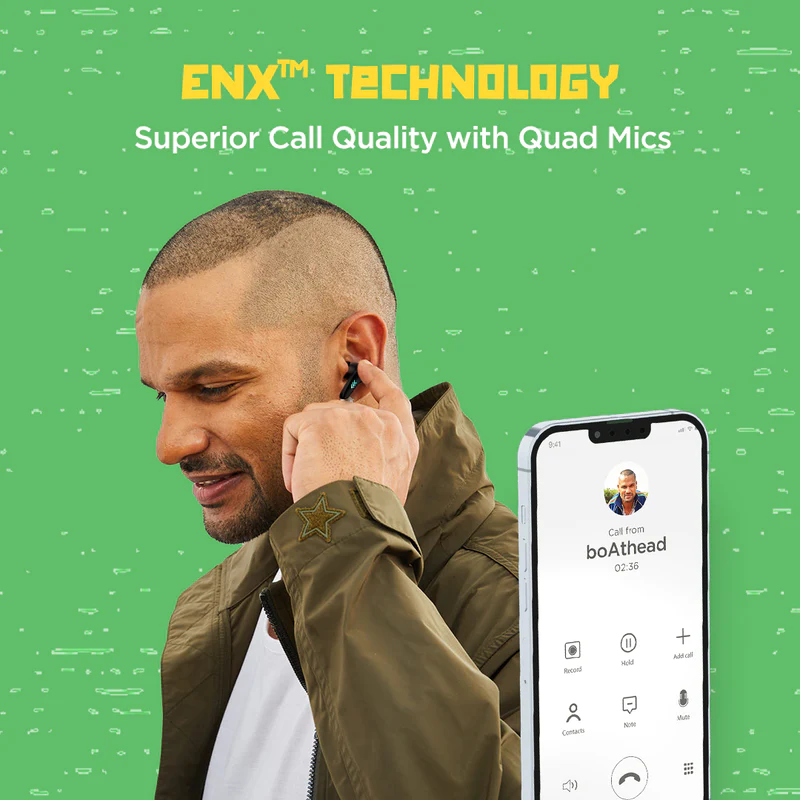 ENX™ TECHNOLOGY
Superior Call Quality with Quad Mics
9:41
Call from
boAthead
02:36
Record
Hold
Add call
Contacts
Note
Mute